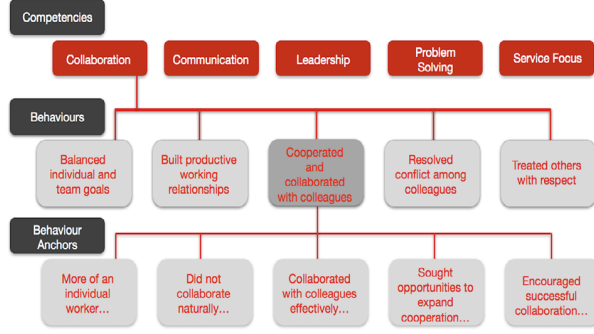 Competencies
Collaboration
Communication
Leadership
Problem
Solving
Service Focus
Behaviours
Balanced
individual and
team goals
Built productive
working
relationships
Cooperated
and
collaborated
with colleagues
Resolved
conflict among
colleagues
Treated others
with respect
Behaviour
Anchors
More of an
individual
worker…
Did not
collaborate
naturally…
Collaborated
with colleagues
effectively…
Sought
opportunities to
expand
cooperation…
Encouraged
successful
collaboration…